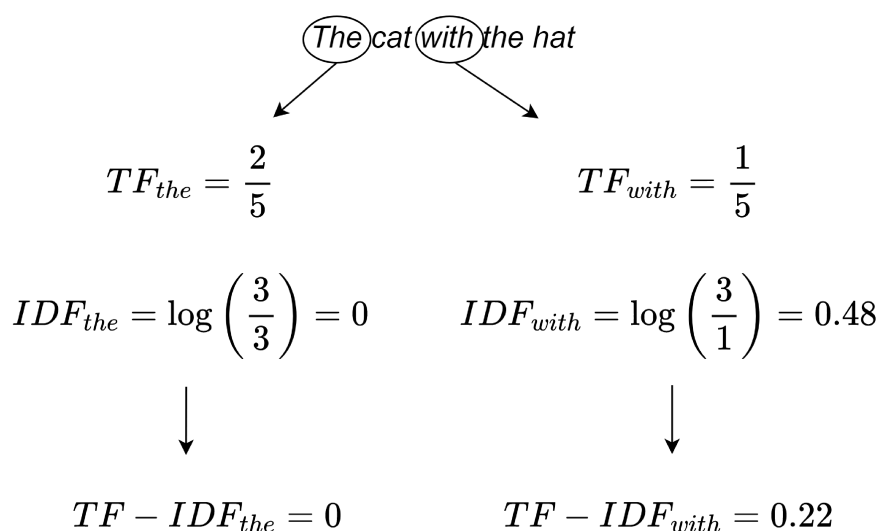 The cat with the hat
TF_the = 2/5
TF_with = 1/5
IDF_the = log(3/3) = 0
IDF_with = log(3/1) = 0.48
TF − IDF_the = 0
TF − IDF_with = 0.22